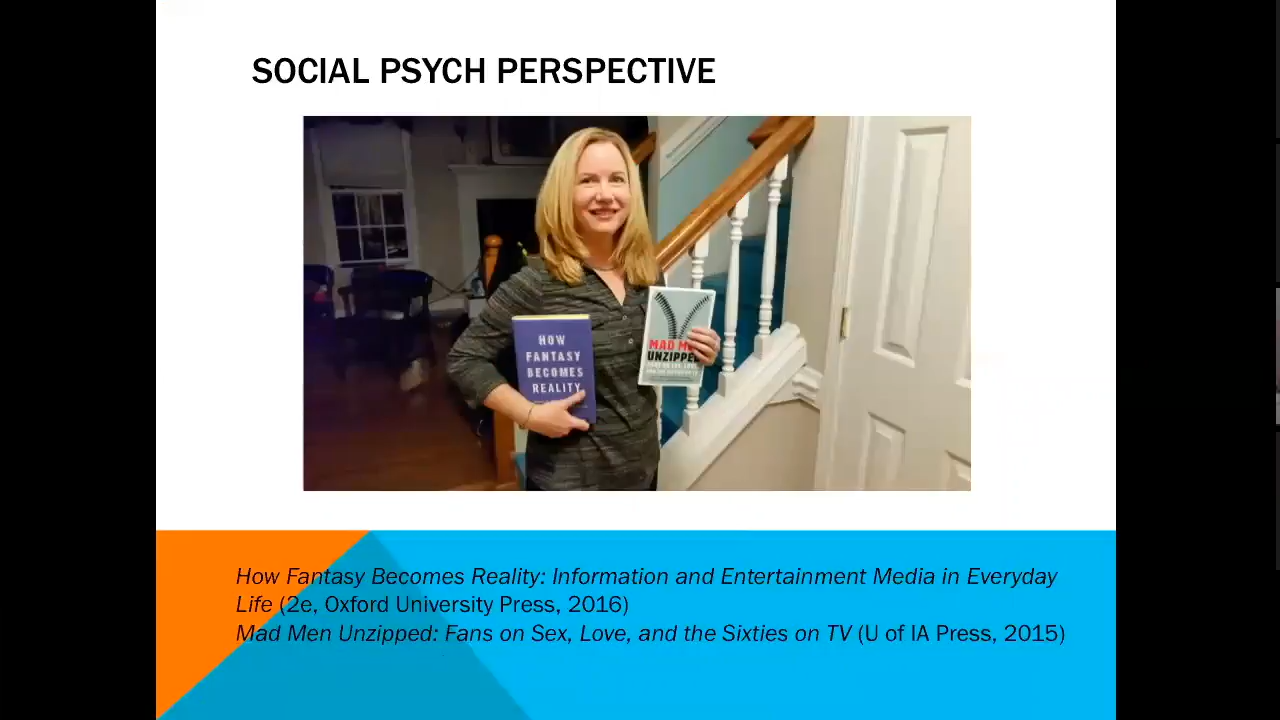 SOCIAL PSYCH PERSPECTIVE
HOW
FANTASY
BECOMES
REALITY
MAD
UNZIPPED
How Fantasy Becomes Reality: Information and Entertainment Media in Everyday
Life (2e, Oxford University Press, 2016)
Mad Men Unzipped: Fans on Sex, Love, and the Sixties on TV (U of IA Press, 2015)